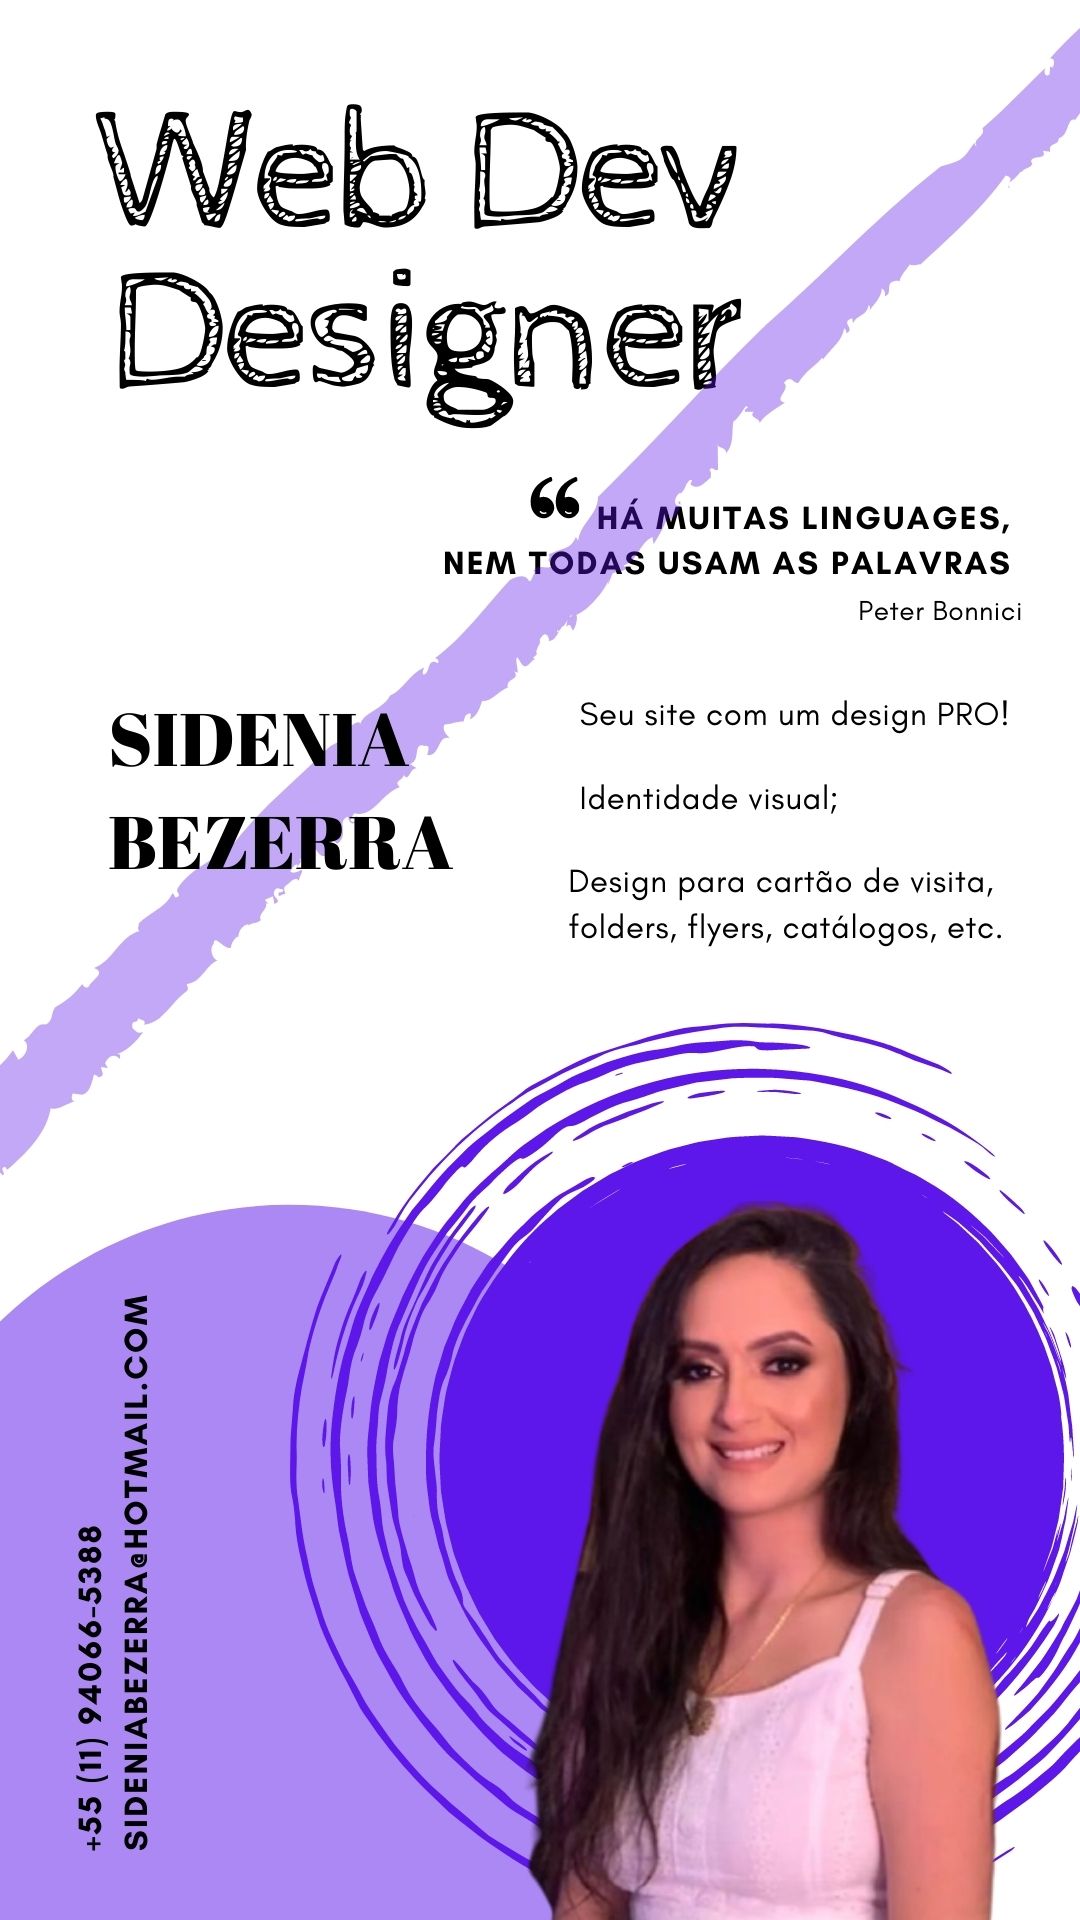 Web Dev
Designer
“ HÁ MUITAS LINGUAGES,
NEM TODAS USAM AS PALAVRAS
Peter Bonnici
SIDENIA
BEZERRA
Seu site com um design PRO!
Identidade visual;
Design para cartão de visita,
folders, flyers, catálogos, etc.
+55 (11) 94066-5388
SIDENIABEZERRA@HOTMAIL.COM